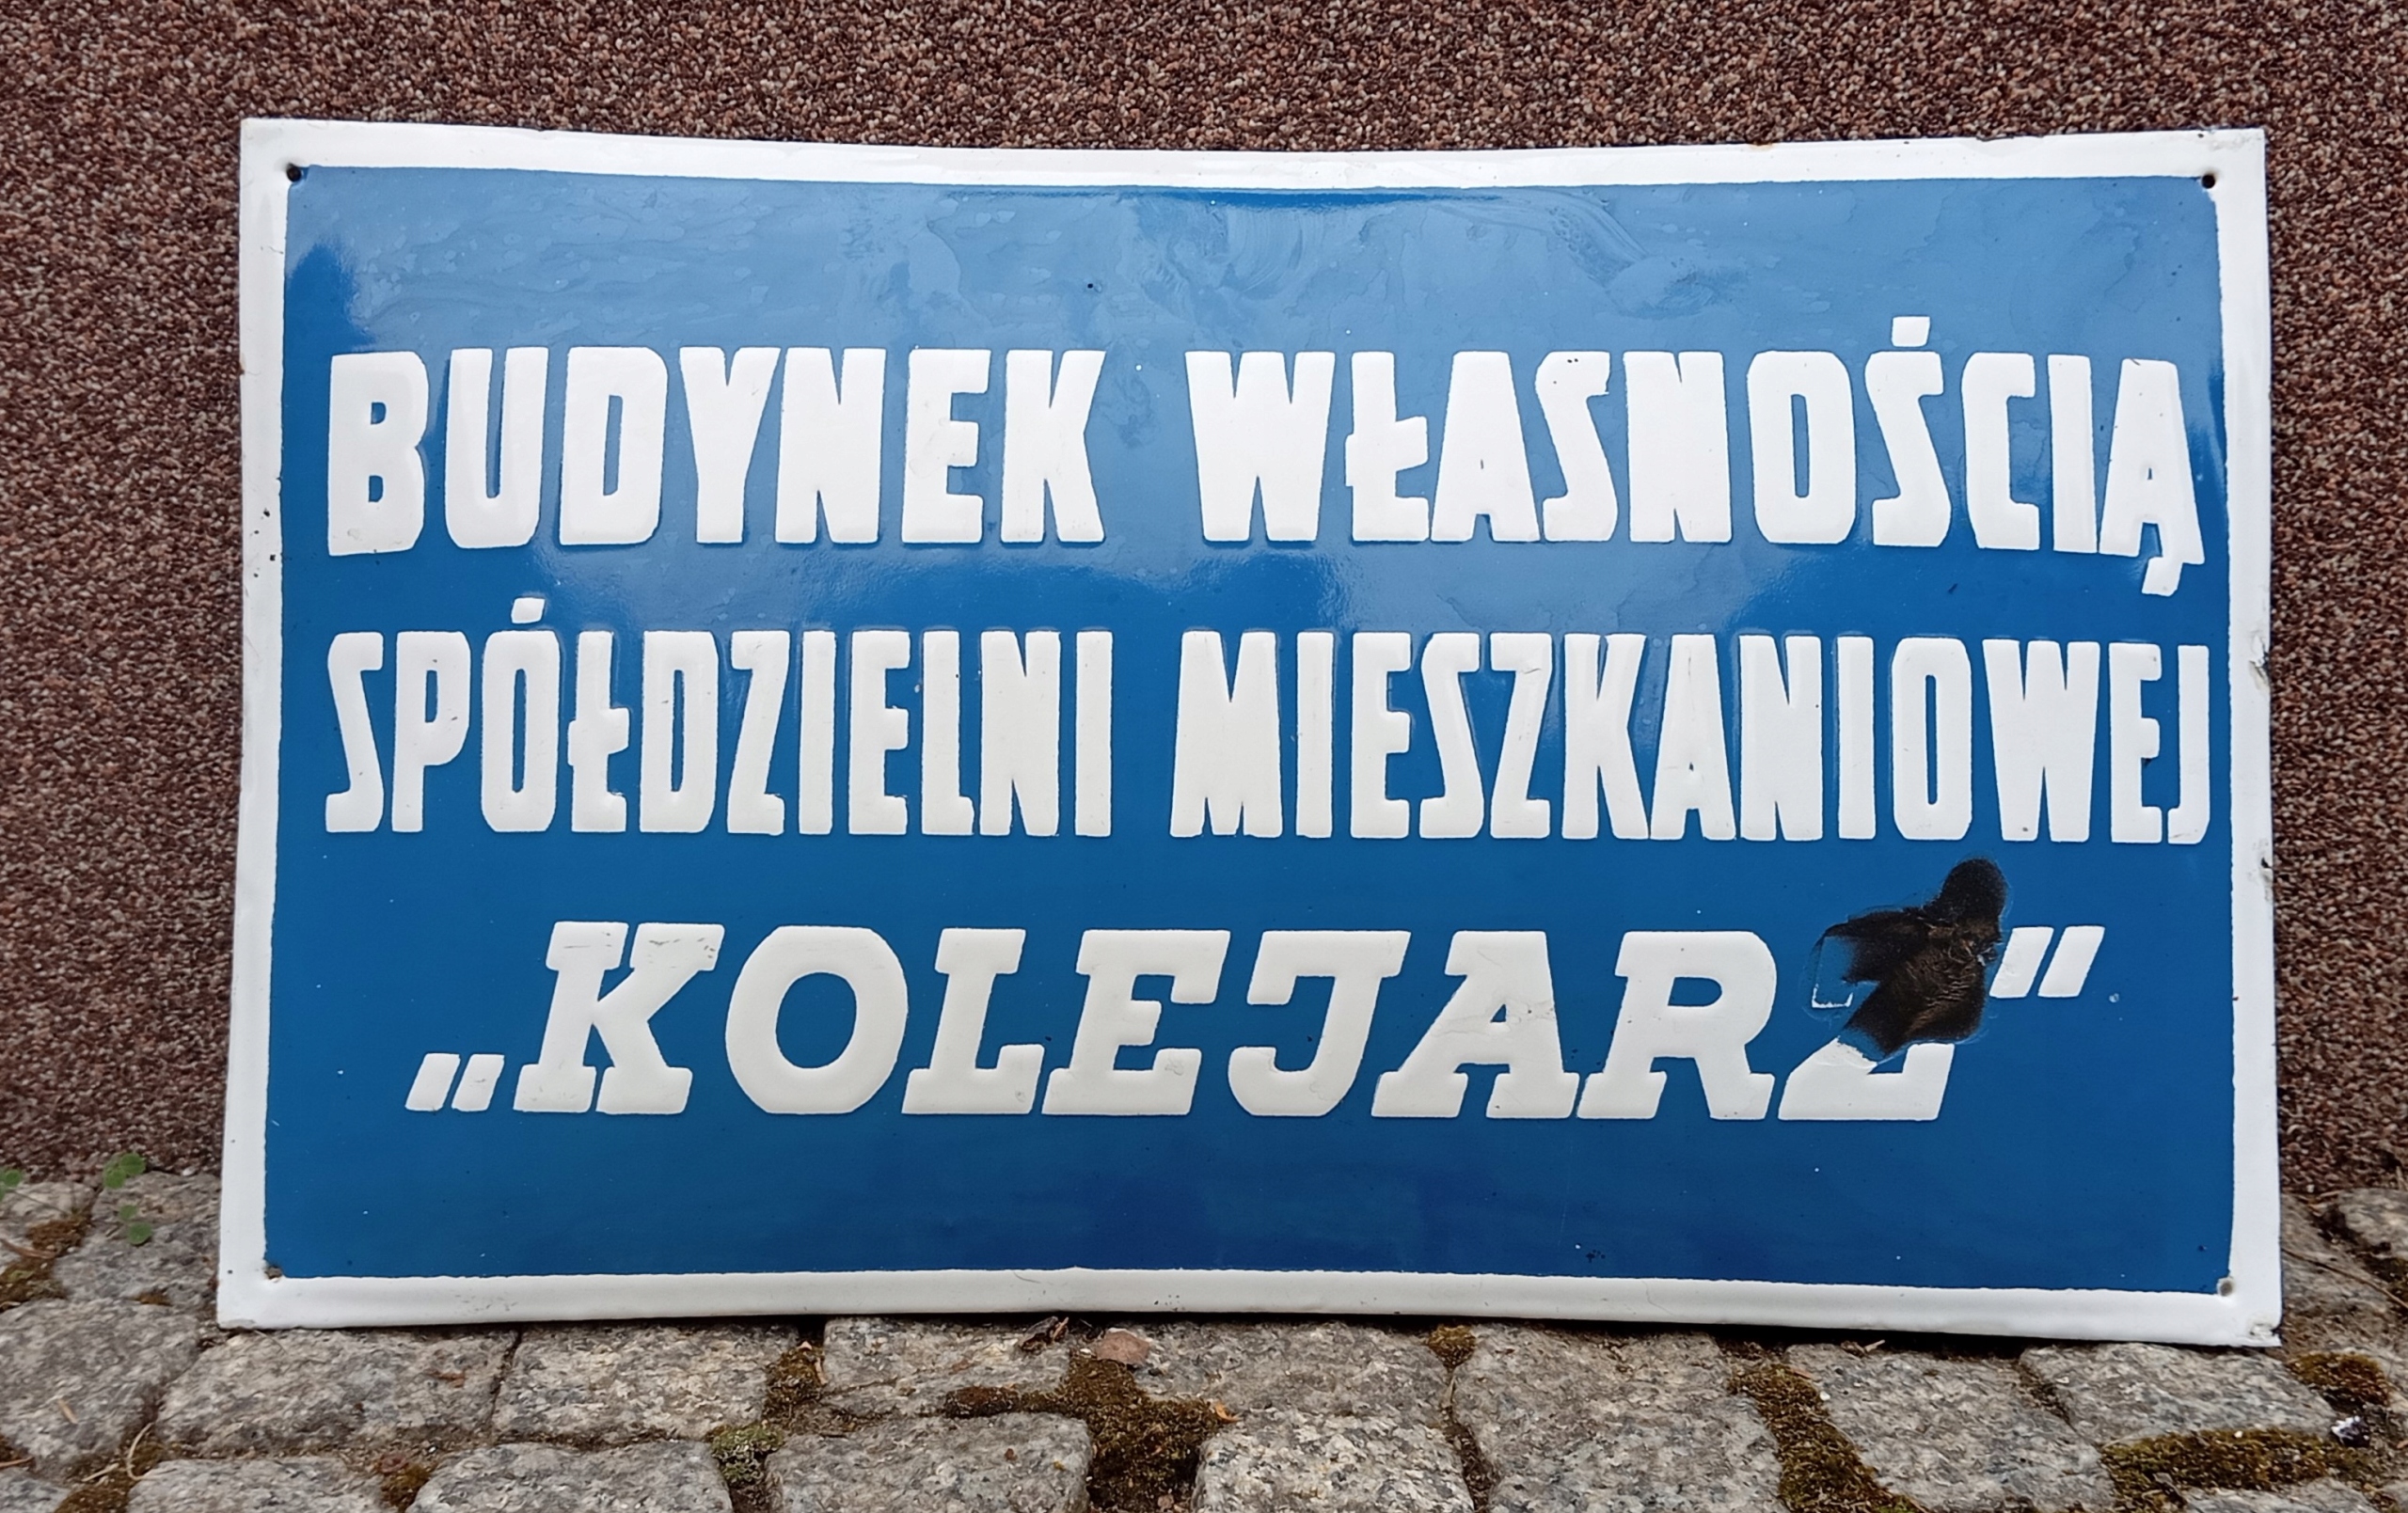 BUDYNEK WŁASNOŚCIĄ
SPÓŁDZIELNI MIESZKANIOWEJ
„KOLEJARZ"